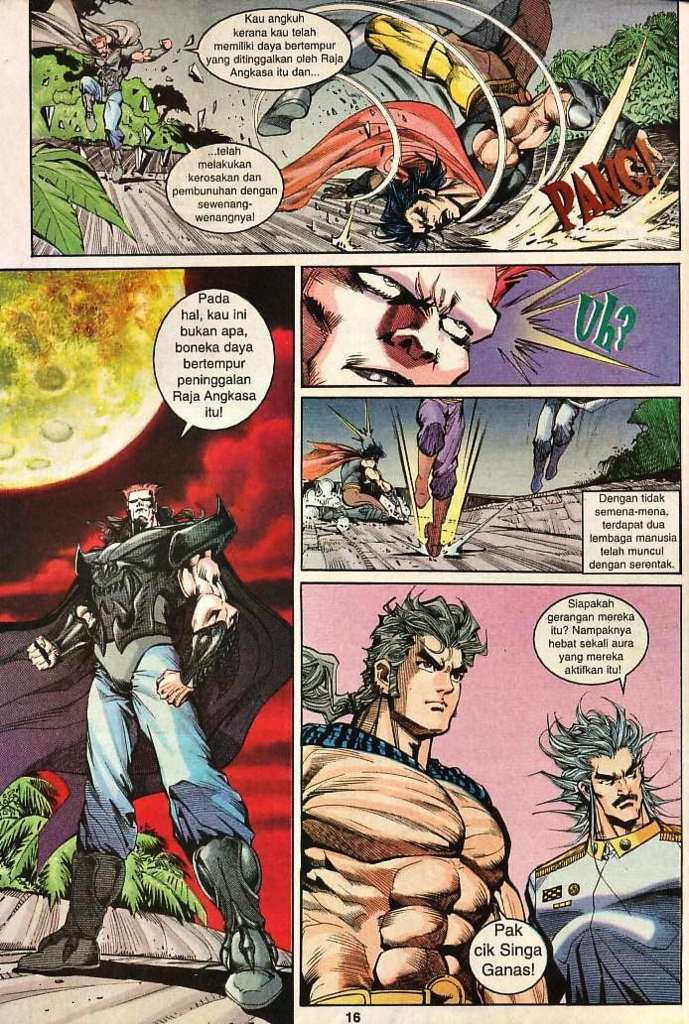 Kau angkuh
kerana kau telah
memiliki daya bertempur
yang ditinggalkan oleh Raja
Angkasa itu dan...
...telah
melakukan
kerosakan dan
pembunuhan dengan
sewenang-
wenangnya!
PANG!
Pada
hal, kau ini
bukan apa,
boneka daya
bertempur
peninggalan
Raja Angkasa
itu!
Uh?
Dengan tidak
semena-mena,
terdapat dua
lembaga manusia
telah muncul
dengan serentak.
Siapakah
gerangan mereka
itu? Nampaknya
hebat sekali aura
yang mereka
aktifkan itu!
Pak
cik Singa
Ganas!
16